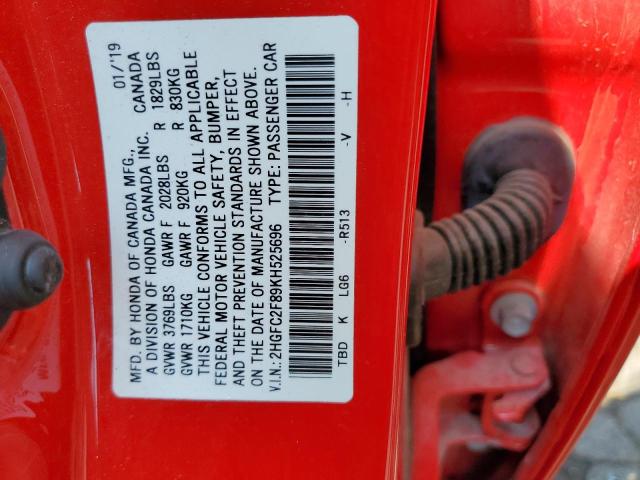 MFD. BY HONDA OF CANADA MFG., 01/'19
A DIVISION OF HONDA CANADA INC. CANADA
GVWR 3769LBS GAWR F 2028LBS R 1829LBS
GVWR 1710KG GAWR F 920KG R 830KG
THIS VEHICLE CONFORMS TO ALL APPLICABLE
FEDERAL MOTOR VEHICLE SAFETY, BUMPER,
AND THEFT PREVENTION STANDARDS IN EFFECT
ON THE DATE OF MANUFACTURE SHOWN ABOVE.
V.I.N.: 2HGFC2F89KH525696 TYPE: PASSENGER CAR
TBD K LG6 -R513 -V -H